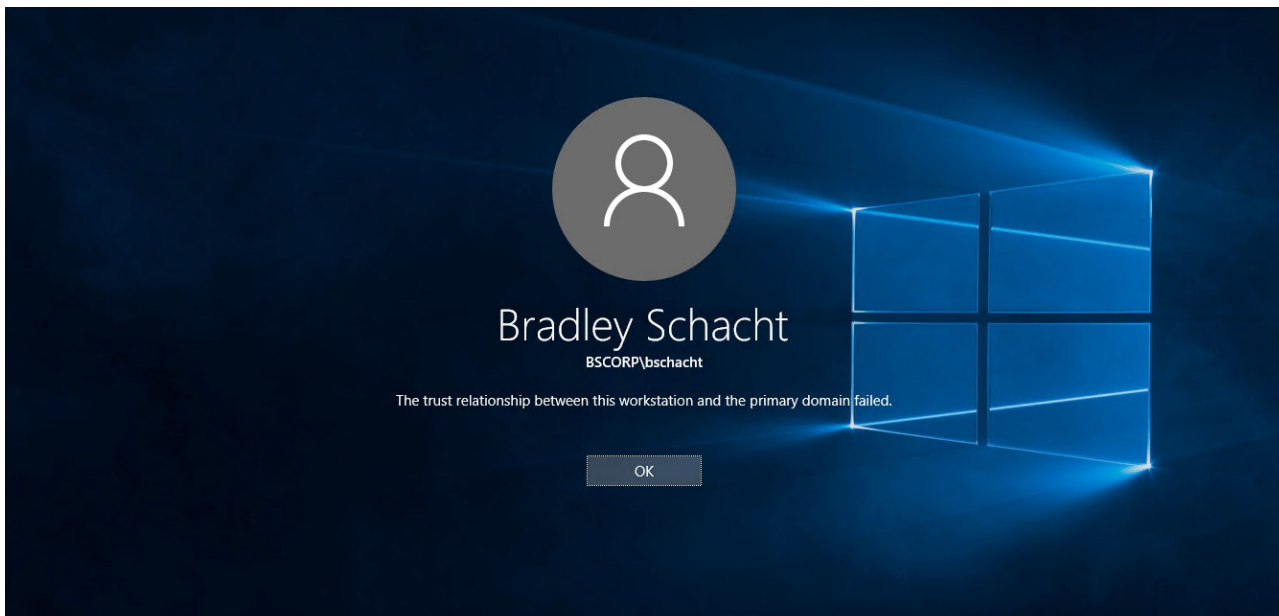 Bradley Schacht
BSCORP\bschacht
The trust relationship between this workstation and the primary domain failed.
OK